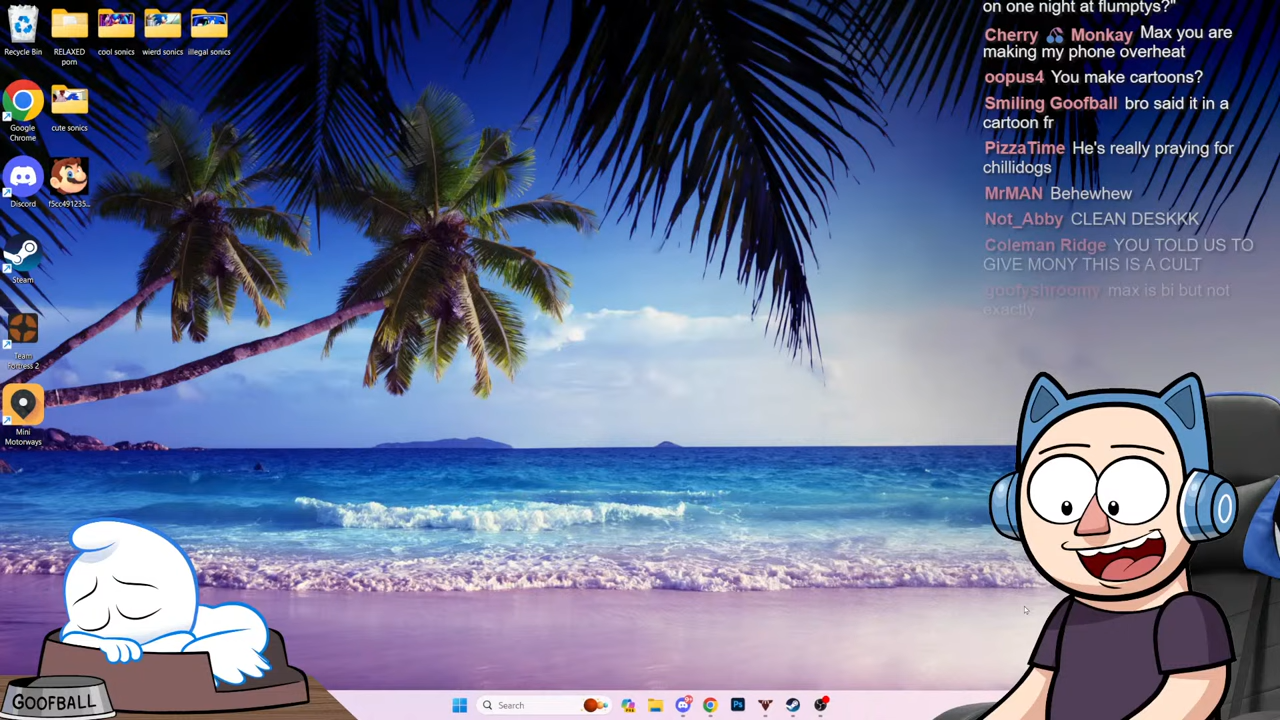 Recycle Bin
RELAXED
porn
cool sonics
wierd sonics
illegal sonics
Google
Chrome
cute sonics
Discord
f5cc491235...
Steam
Team
Fortress 2
Mini
Motorways
on one night at flumptys?"
Cherry 🍒 Monkay Max you are
making my phone overheat
oopus4 You make cartoons?
Smiling Goofball bro said it in a
cartoon fr
PizzaTime He's really praying for
chillidogs
MrMAN Behewhew
Not_Abby CLEAN DESKKK
Coleman Ridge YOU TOLD US TO
GIVE MONY THIS IS A CULT
goofyshroomy max is bi but not
exactly
GOOFBALL
Search
Ps